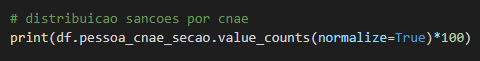 # distribuicao sancoes por cnae
print(df.pessoa_cnae_secao.value_counts(normalize=True)*100)